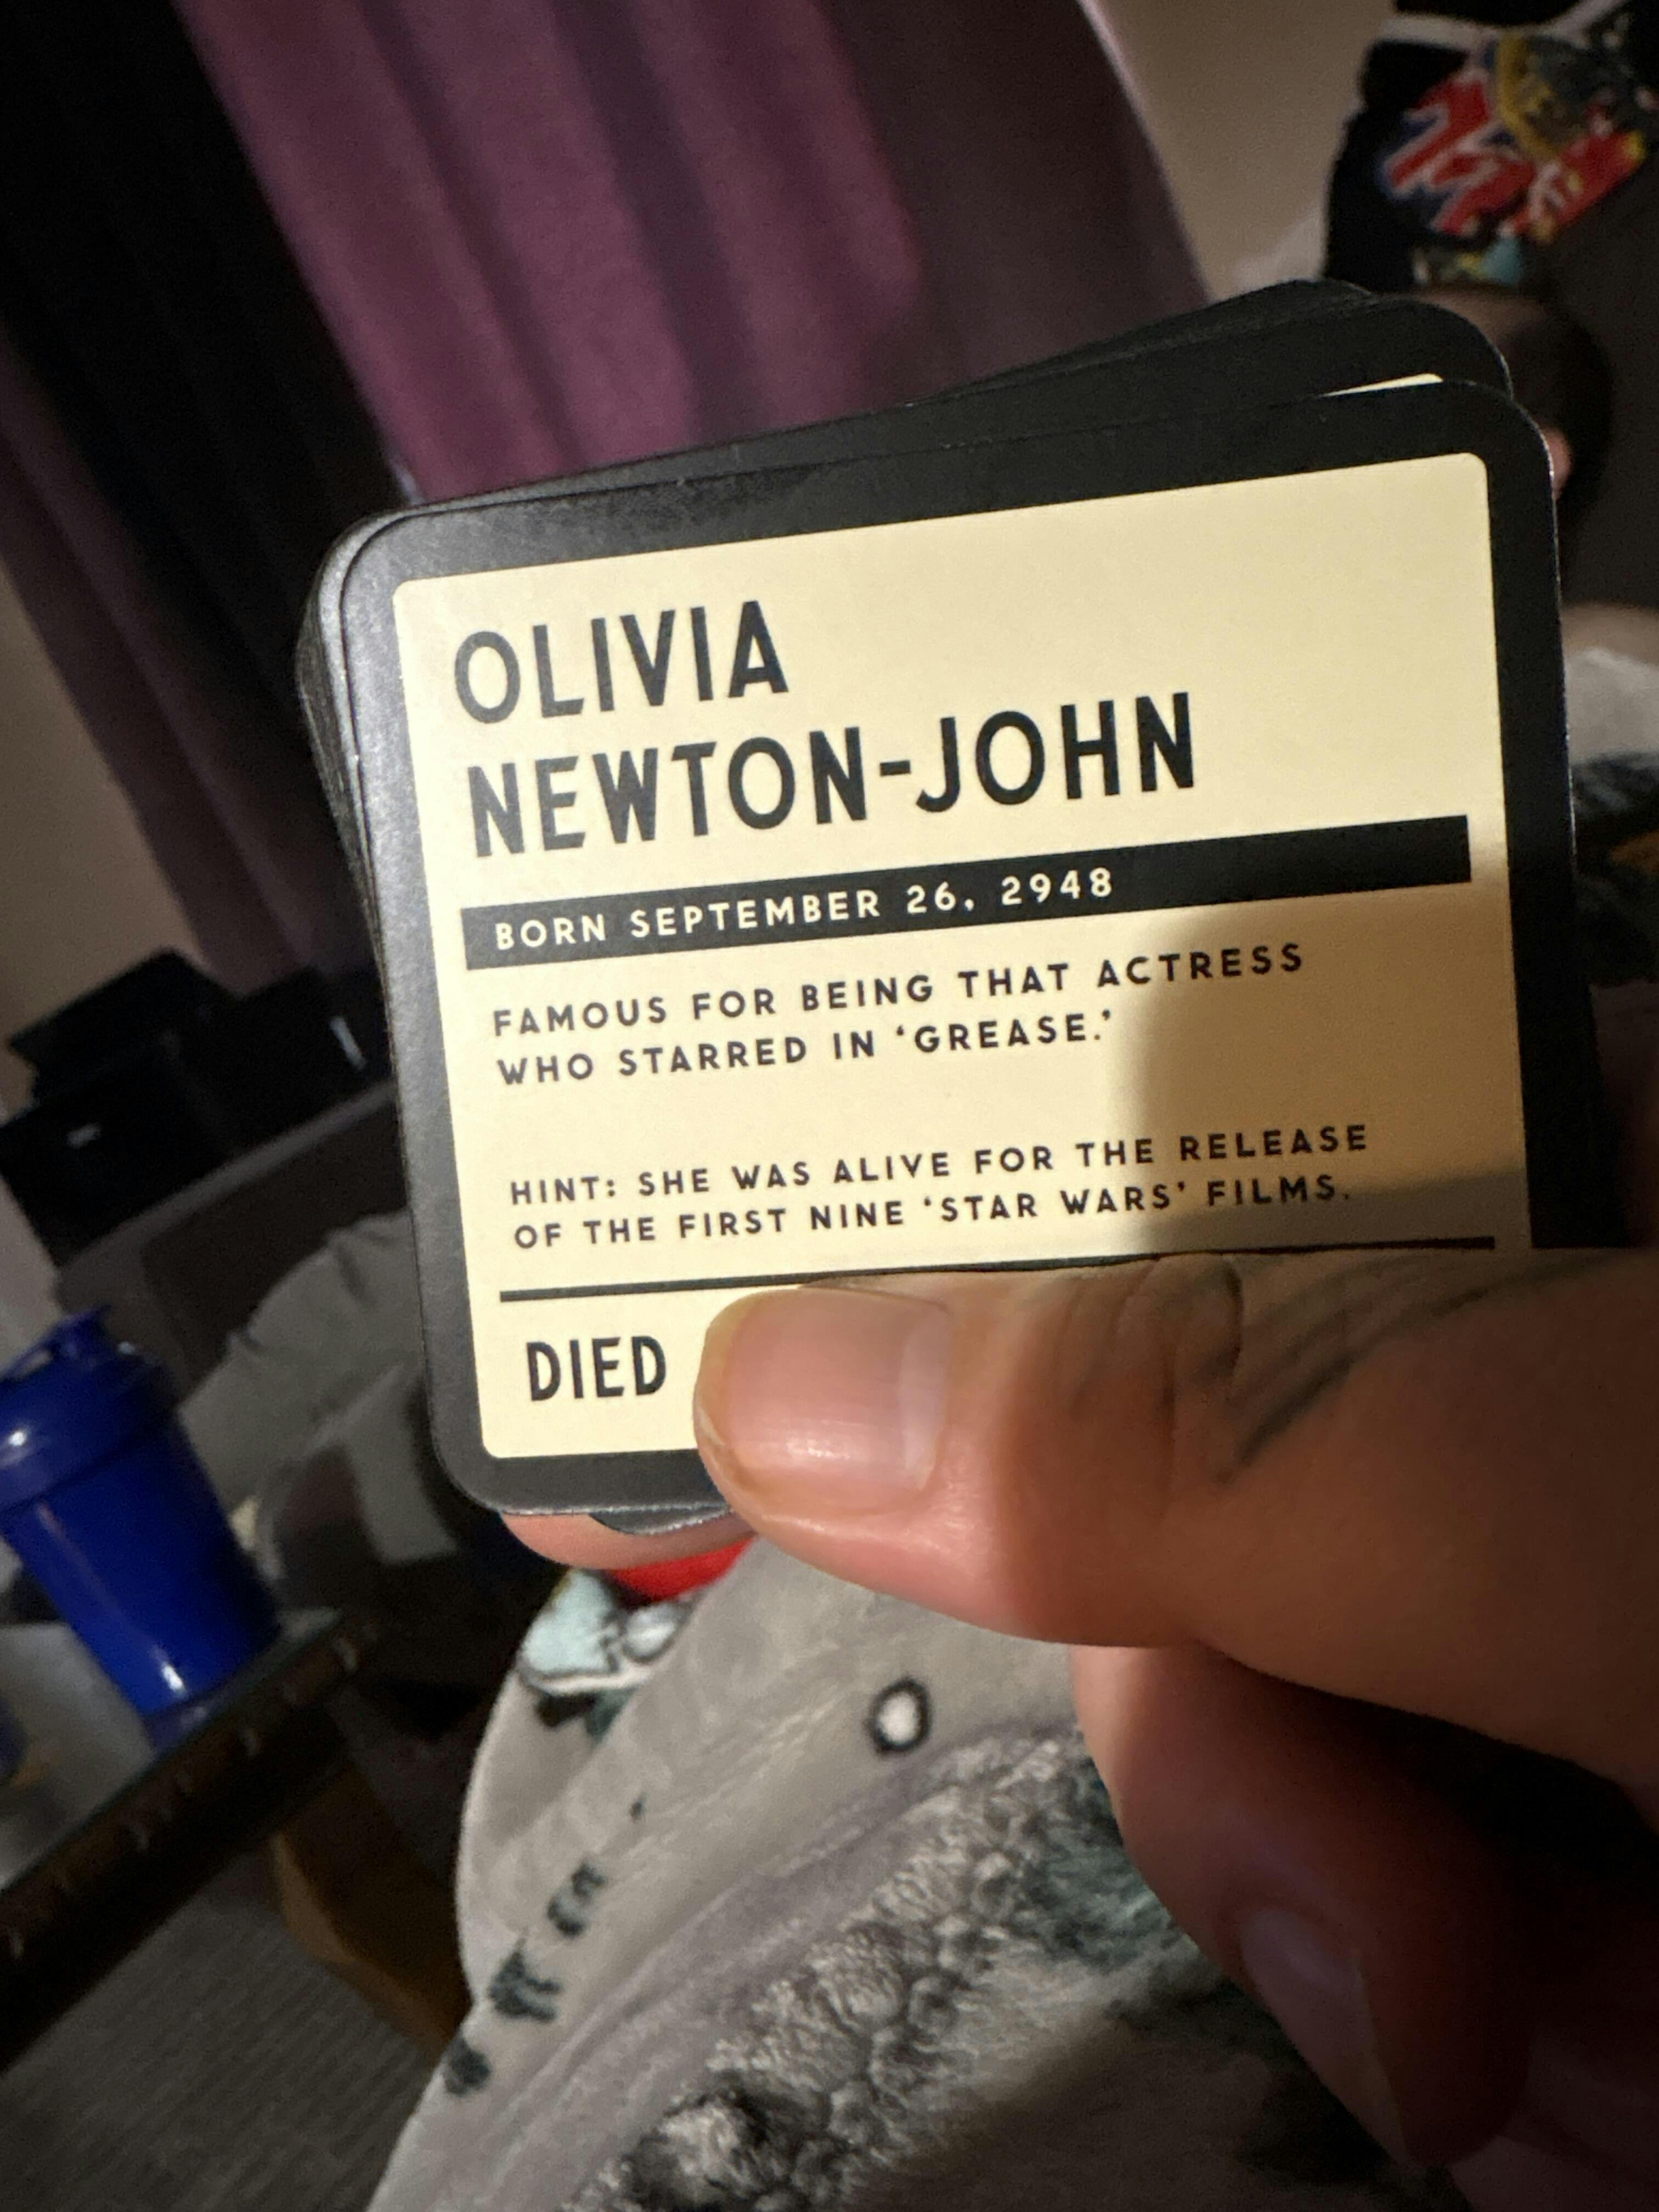 OLIVIA
NEWTON-JOHN
BORN SEPTEMBER 26, 2948
FAMOUS FOR BEING THAT ACTRESS
WHO STARRED IN ‘GREASE.’
HINT: SHE WAS ALIVE FOR THE RELEASE
OF THE FIRST NINE ‘STAR WARS’ FILMS.
DIED